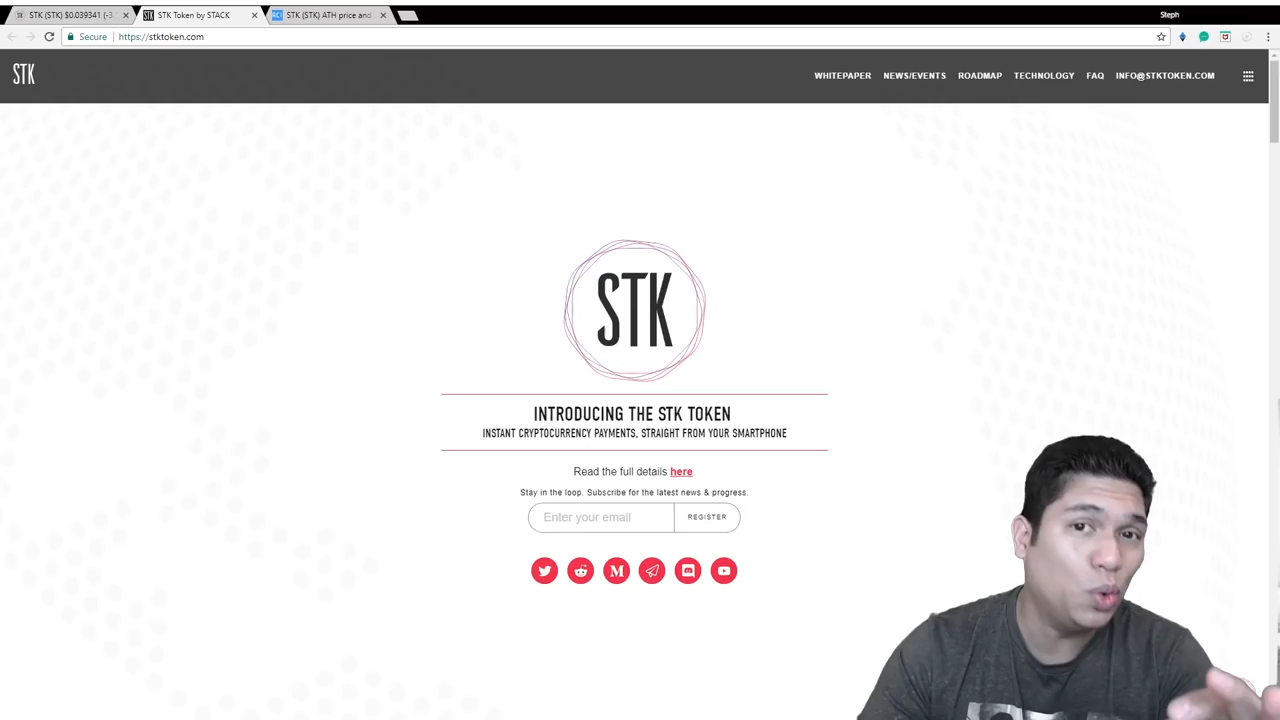 STK (STK) $0.039341 (-3.
STK Token by STACK
STK (STK) ATH price and
Steph
Secure
https://stktoken.com
STK
WHITEPAPER
NEWS/EVENTS
ROADMAP
TECHNOLOGY
FAQ
INFO@STKTOKEN.COM
STK
INTRODUCING THE STK TOKEN
INSTANT CRYPTOCURRENCY PAYMENTS, STRAIGHT FROM YOUR SMARTPHONE
Read the full details here.
Stay in the loop. Subscribe for the latest news & progress.
Enter your email
REGISTER